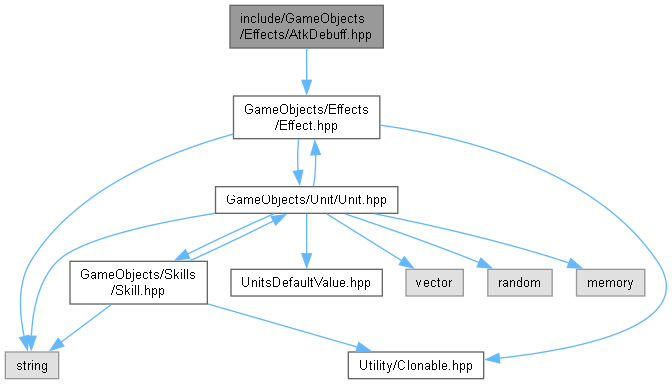 include/GameObjects
/Effects/AtkDebuff.hpp
GameObjects/Effects
/Effect.hpp
GameObjects/Unit/Unit.hpp
GameObjects/Skills
/Skill.hpp
UnitsDefaultValue.hpp
vector
random
memory
string
Utility/Clonable.hpp